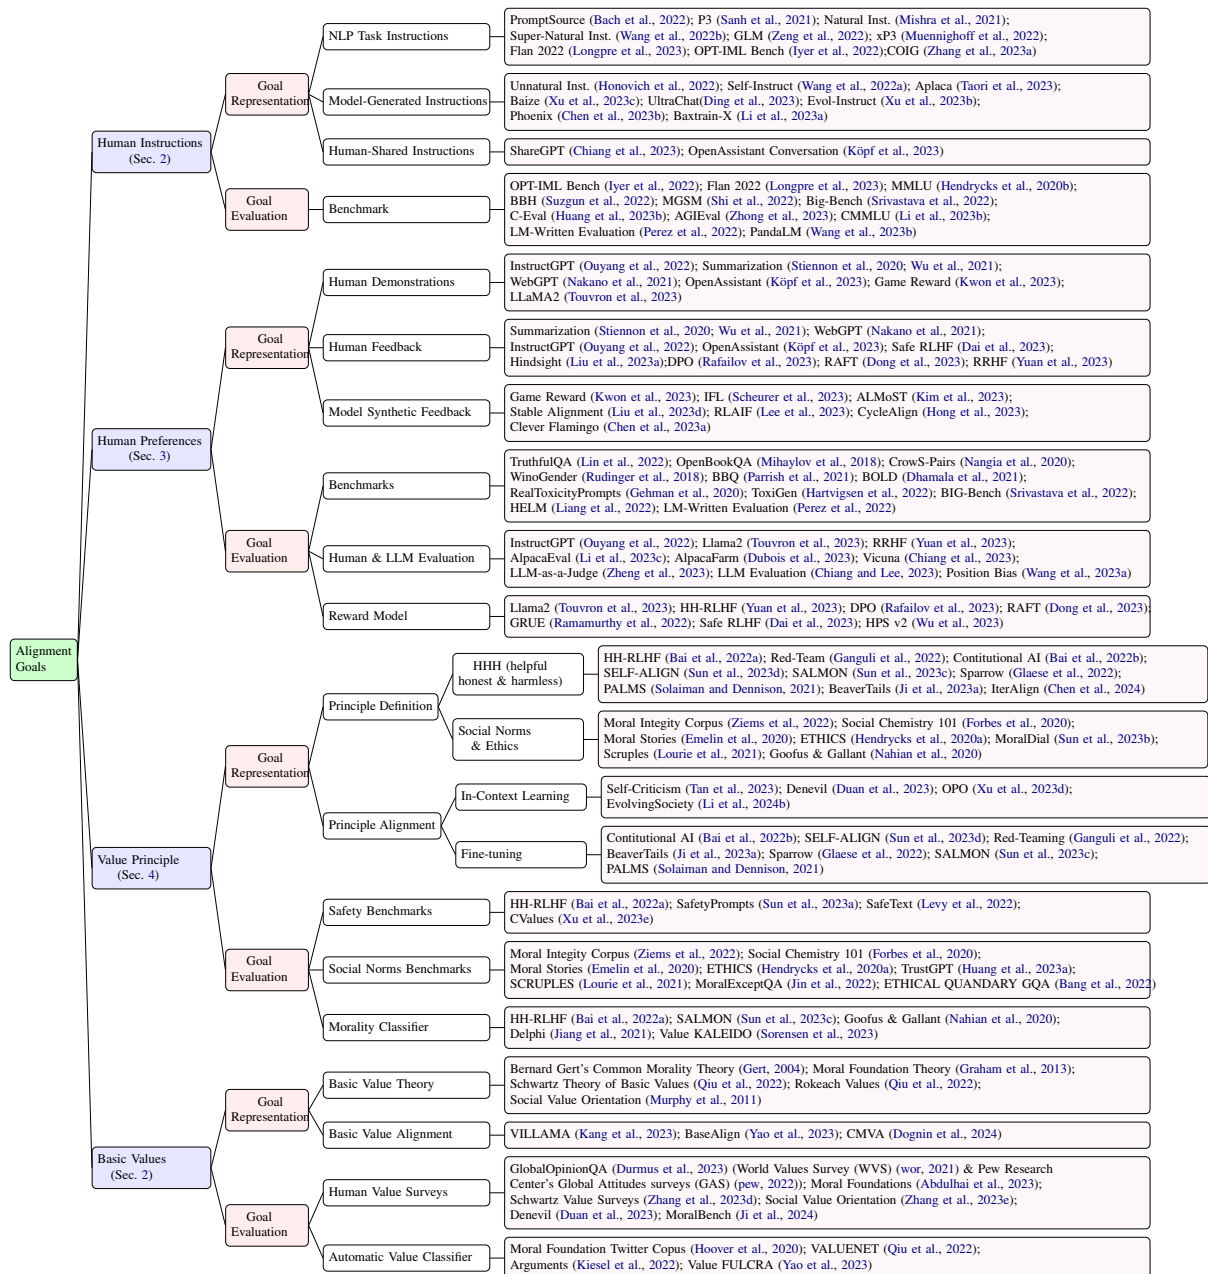 Alignment
Goals
Human Instructions
(Sec. 2)
Goal
Representation
NLP Task Instructions
PromptSource (Bach et al., 2022); P3 (Sanh et al., 2021); Natural Inst. (Mishra et al., 2021);
Super-Natural Inst. (Wang et al., 2022b); GLM (Zeng et al., 2022); xP3 (Muennighoff et al., 2022);
Flan 2022 (Longpre et al., 2023); OPT-IML Bench (Iyer et al., 2022);COIG (Zhang et al., 2023a)
Model-Generated Instructions
Unnatural Inst. (Honovich et al., 2022); Self-Instruct (Wang et al., 2022a); Aplaca (Taori et al., 2023);
Baize (Xu et al., 2023c); UltraChat(Ding et al., 2023); Evol-Instruct (Xu et al., 2023b);
Phoenix (Chen et al., 2023b); Baxtrain-X (Li et al., 2023a)
Human-Shared Instructions
ShareGPT (Chiang et al., 2023); OpenAssistant Conversation (Köpf et al., 2023)
Goal
Evaluation
Benchmark
OPT-IML Bench (Iyer et al., 2022); Flan 2022 (Longpre et al., 2023); MMLU (Hendrycks et al., 2020b);
BBH (Suzgun et al., 2022); MGSM (Shi et al., 2022); Big-Bench (Srivastava et al., 2022);
C-Eval (Huang et al., 2023b); AGIEval (Zhong et al., 2023); CMMLU (Li et al., 2023b);
LM-Written Evaluation (Perez et al., 2022); PandaLM (Wang et al., 2023b)
Human Preferences
(Sec. 3)
Goal
Representation
Human Demonstrations
InstructGPT (Ouyang et al., 2022); Summarization (Stiennon et al., 2020; Wu et al., 2021);
WebGPT (Nakano et al., 2021); OpenAssistant (Köpf et al., 2023); Game Reward (Kwon et al., 2023);
LLaMA2 (Touvron et al., 2023)
Human Feedback
Summarization (Stiennon et al., 2020; Wu et al., 2021); WebGPT (Nakano et al., 2021);
InstructGPT (Ouyang et al., 2022); OpenAssistant (Köpf et al., 2023); Safe RLHF (Dai et al., 2023);
Hindsight (Liu et al., 2023a);DPO (Rafailov et al., 2023); RAFT (Dong et al., 2023); RRHF (Yuan et al., 2023)
Model Synthetic Feedback
Game Reward (Kwon et al., 2023); IFL (Scheurer et al., 2023); ALMoST (Kim et al., 2023);
Stable Alignment (Liu et al., 2023d); RLAIF (Lee et al., 2023); CycleAlign (Hong et al., 2023);
Clever Flamingo (Chen et al., 2023a)
Goal
Evaluation
Benchmarks
TruthfulQA (Lin et al., 2022); OpenBookQA (Mihaylov et al., 2018); CrowS-Pairs (Nangia et al., 2020);
WinoGender (Rudinger et al., 2018); BBQ (Parrish et al., 2021); BOLD (Dhamala et al., 2021);
RealToxicityPrompts (Gehman et al., 2020); ToxiGen (Hartvigsen et al., 2022); BIG-Bench (Srivastava et al., 2022);
HELM (Liang et al., 2022); LM-Written Evaluation (Perez et al., 2022)
Human & LLM Evaluation
InstructGPT (Ouyang et al., 2022); Llama2 (Touvron et al., 2023); RRHF (Yuan et al., 2023);
AlpacaEval (Li et al., 2023c); AlpacaFarm (Dubois et al., 2023); Vicuna (Chiang et al., 2023);
LLM-as-a-Judge (Zheng et al., 2023); LLM Evaluation (Chiang and Lee, 2023); Position Bias (Wang et al., 2023a)
Reward Model
Llama2 (Touvron et al., 2023); HH-RLHF (Yuan et al., 2023); DPO (Rafailov et al., 2023); RAFT (Dong et al., 2023);
GRUE (Ramamurthy et al., 2022); Safe RLHF (Dai et al., 2023); HPS v2 (Wu et al., 2023)
Value Principle
(Sec. 4)
Goal
Representation
Principle Definition
HHH (helpful
honest & harmless)
HH-RLHF (Bai et al., 2022a); Red-Team (Ganguli et al., 2022); Contitutional AI (Bai et al., 2022b);
SELF-ALIGN (Sun et al., 2023d); SALMON (Sun et al., 2023c); Sparrow (Glaese et al., 2022);
PALMS (Solaiman and Dennison, 2021); BeaverTails (Ji et al., 2023a); IterAlign (Chen et al., 2024)
Social Norms
& Ethics
Moral Integity Corpus (Ziems et al., 2022); Social Chemistry 101 (Forbes et al., 2020);
Moral Stories (Emelin et al., 2020); ETHICS (Hendrycks et al., 2020a); MoralDial (Sun et al., 2023b);
Scruples (Lourie et al., 2021); Goofus & Gallant (Nahian et al., 2020)
Principle Alignment
In-Context Learning
Self-Criticism (Tan et al., 2023); Denevil (Duan et al., 2023); OPO (Xu et al., 2023d);
EvolvingSociety (Li et al., 2024b)
Fine-tuning
Contitutional AI (Bai et al., 2022b); SELF-ALIGN (Sun et al., 2023d); Red-Teaming (Ganguli et al., 2022);
BeaverTails (Ji et al., 2023a); Sparrow (Glaese et al., 2022); SALMON (Sun et al., 2023c);
PALMS (Solaiman and Dennison, 2021)
Goal
Evaluation
Safety Benchmarks
HH-RLHF (Bai et al., 2022a); SafetyPrompts (Sun et al., 2023a); SafeText (Levy et al., 2022);
CValues (Xu et al., 2023e)
Social Norms Benchmarks
Moral Integity Corpus (Ziems et al., 2022); Social Chemistry 101 (Forbes et al., 2020);
Moral Stories (Emelin et al., 2020); ETHICS (Hendrycks et al., 2020a); TrustGPT (Huang et al., 2023a);
SCRUPLES (Lourie et al., 2021); MoralExceptQA (Jin et al., 2022); ETHICAL QUANDARY GQA (Bang et al., 2022)
Morality Classifier
HH-RLHF (Bai et al., 2022a); SALMON (Sun et al., 2023c); Goofus & Gallant (Nahian et al., 2020);
Delphi (Jiang et al., 2021); Value KALEIDO (Sorensen et al., 2023)
Basic Values
(Sec. 2)
Goal
Representation
Basic Value Theory
Bernard Gert's Common Morality Theory (Gert, 2004); Moral Foundation Theory (Graham et al., 2013);
Schwartz Theory of Basic Values (Qiu et al., 2022); Rokeach Values (Qiu et al., 2022);
Social Value Orientation (Murphy et al., 2011)
Basic Value Alignment
VILLAMA (Kang et al., 2023); BaseAlign (Yao et al., 2023); CMVA (Dognin et al., 2024)
Goal
Evaluation
Human Value Surveys
GlobalOpinionQA (Durmus et al., 2023) (World Values Survey (WVS) (wor, 2021) & Pew Research
Center's Global Attitudes surveys (GAS) (pew, 2022)); Moral Foundations (Abdulhai et al., 2023);
Schwartz Value Surveys (Zhang et al., 2023d); Social Value Orientation (Zhang et al., 2023e);
Denevil (Duan et al., 2023); MoralBench (Ji et al., 2024)
Automatic Value Classifier
Moral Foundation Twitter Copus (Hoover et al., 2020); VALUENET (Qiu et al., 2022);
Arguments (Kiesel et al., 2022); Value FULCRA (Yao et al., 2023)